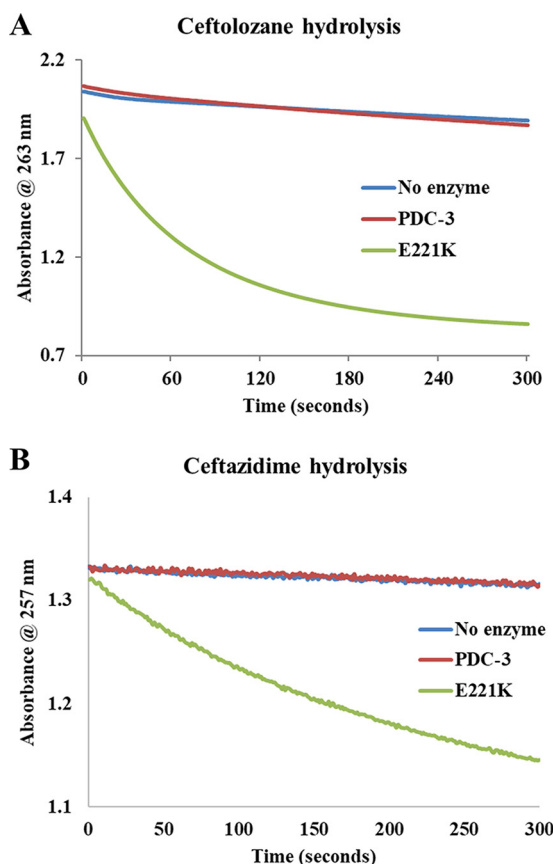 A
Ceftolozane hydrolysis
2.2
1.7
1.2
0.7
Absorbance @ 263 nm
No enzyme
PDC-3
E221K
0 60 120 180 240 300
Time (seconds)
B
Ceftazidime hydrolysis
1.4
1.3
1.2
1.1
Absorbance @ 257 nm
No enzyme
PDC-3
E221K
0 50 100 150 200 250 300
Time (seconds)